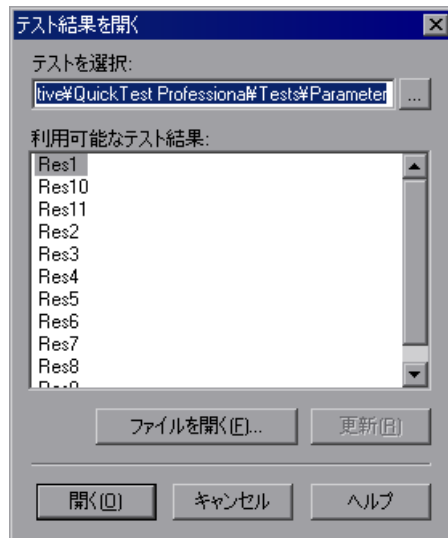 テスト結果を開く
テストを選択:
tive¥QuickTest Professional¥Tests¥Parameter
...
利用可能なテスト結果:
Res1
Res10
Res11
Res2
Res3
Res4
Res5
Res6
Res7
Res8
ファイルを開く(F)...
更新(R)
開く(O)
キャンセル
ヘルプ